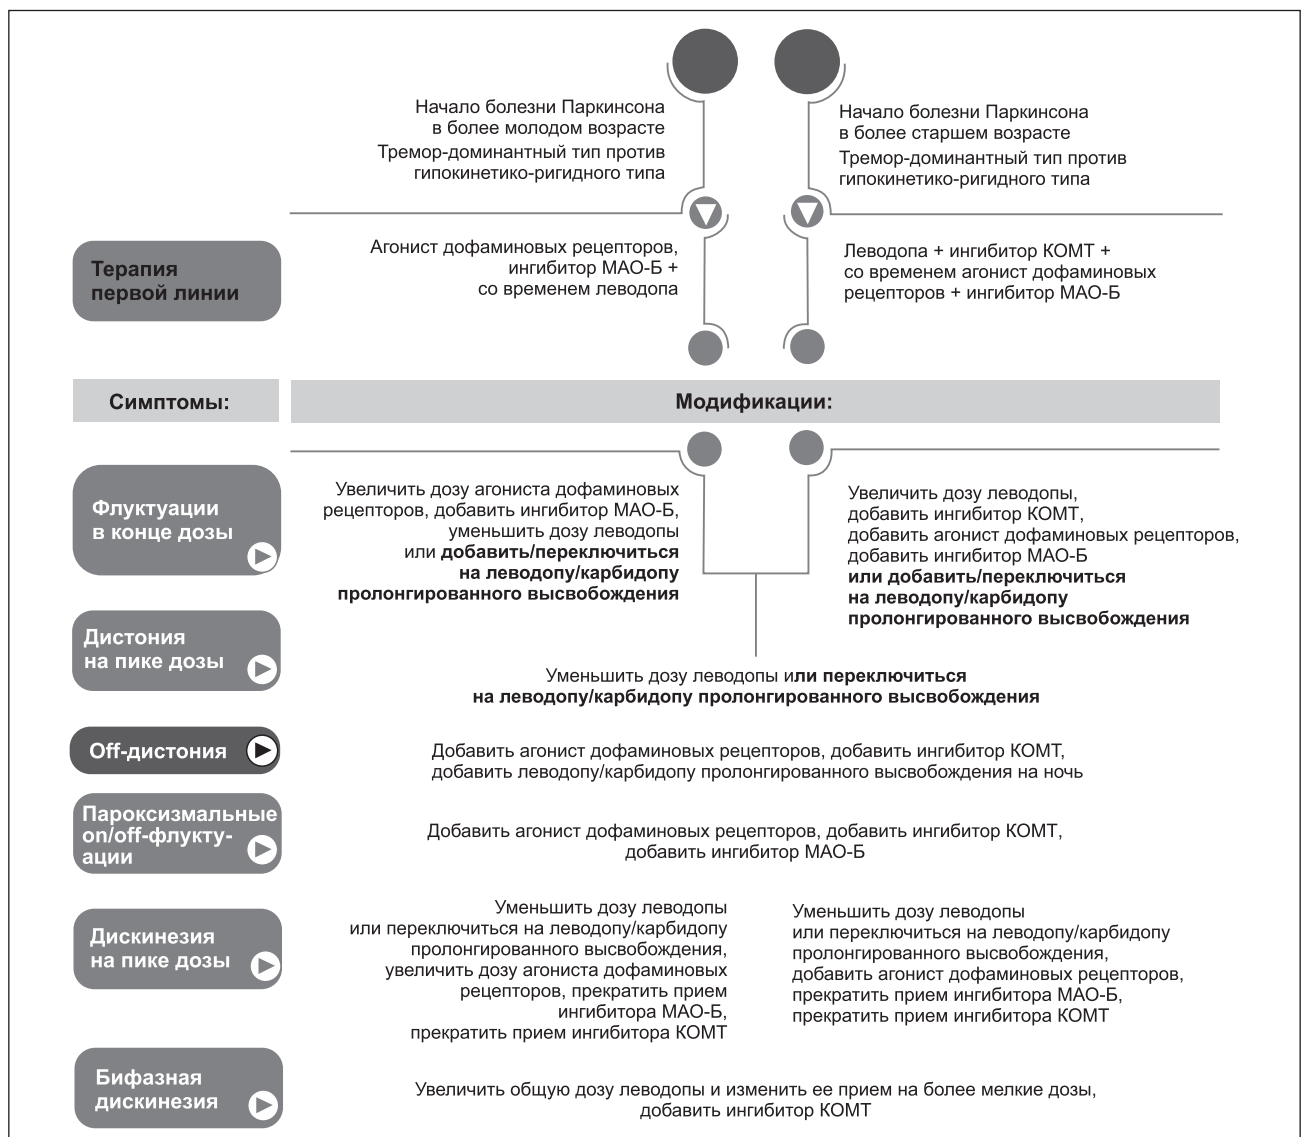 Начало болезни Паркинсона
в более молодом возрасте
Тремор-доминантный тип против
гипокинетико-ригидного типа
Начало болезни Паркинсона
в более старшем возрасте
Тремор-доминантный тип против
гипокинетико-ригидного типа
Терапия
первой линии
Агонист дофаминовых рецепторов,
ингибитор МАО-Б +
со временем леводопа
Леводопа + ингибитор КОМТ +
со временем агонист дофаминовых
рецепторов + ингибитор МАО-Б
Симптомы:
Модификации:
Флуктуации
в конце дозы
Увеличить дозу агониста дофаминовых
рецепторов, добавить ингибитор МАО-Б,
уменьшить дозу леводопы
или добавить/переключиться
на леводопу/карбидопу
пролонгированного высвобождения
Увеличить дозу леводопы,
добавить ингибитор КОМТ,
добавить агонист дофаминовых рецепторов,
добавить ингибитор МАО-Б
или добавить/переключиться
на леводопу/карбидопу
пролонгированного высвобождения
Дистония
на пике дозы
Уменьшить дозу леводопы или переключиться
на леводопу/карбидопу пролонгированного высвобождения
Off-дистония
Добавить агонист дофаминовых рецепторов, добавить ингибитор КОМТ,
добавить леводопу/карбидопу пролонгированного высвобождения на ночь
Пароксизмальные
on/off-флукту-
ации
Добавить агонист дофаминовых рецепторов, добавить ингибитор КОМТ,
добавить ингибитор МАО-Б
Дискинезия
на пике дозы
Уменьшить дозу леводопы
или переключиться на леводопу/карбидопу
пролонгированного высвобождения,
увеличить дозу агониста дофаминовых
рецепторов, прекратить прием
ингибитора МАО-Б,
прекратить прием ингибитора КОМТ
Уменьшить дозу леводопы
или переключиться на леводопу/карбидопу
пролонгированного высвобождения,
добавить агонист дофаминовых рецепторов,
прекратить прием ингибитора МАО-Б,
прекратить прием ингибитора КОМТ
Бифазная
дискинезия
Увеличить общую дозу леводопы и изменить ее прием на более мелкие дозы,
добавить ингибитор КОМТ